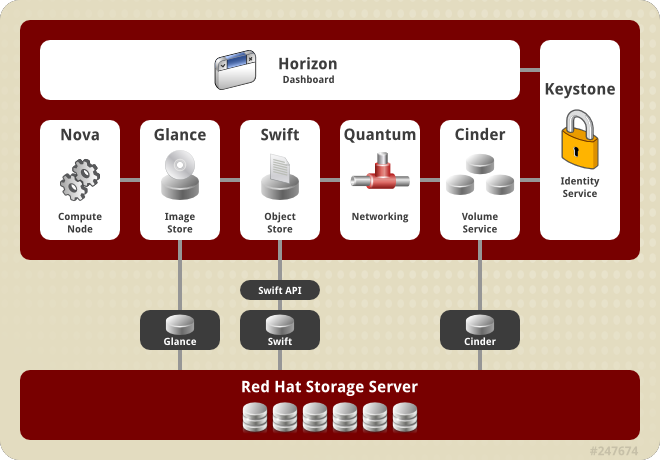 Horizon
Dashboard
Keystone
Identity
Service
Nova
Compute
Node
Glance
Image
Store
Swift
Object
Store
Quantum
Networking
Cinder
Volume
Service
Swift API
Glance
Swift
Cinder
Red Hat Storage Server
#247674